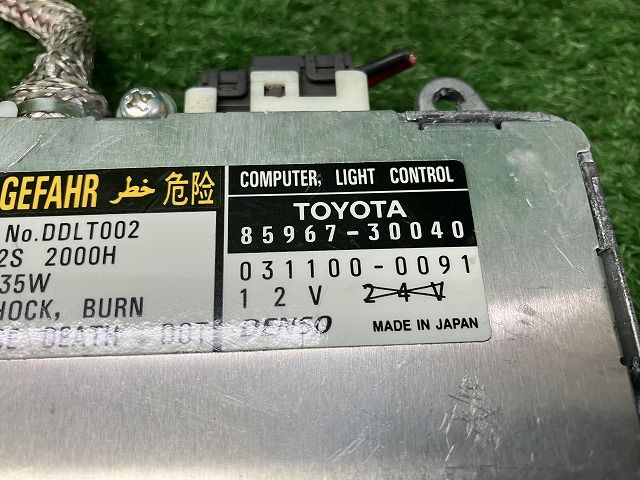 GEFAHR خطر 危险
No.DDLT002
2S 2000H
35W
HOCK, BURN
DEATH - DOT
COMPUTER, LIGHT CONTROL
TOYOTA
85967-30040
031100-0091
12V 24V
DENSO MADE IN JAPAN